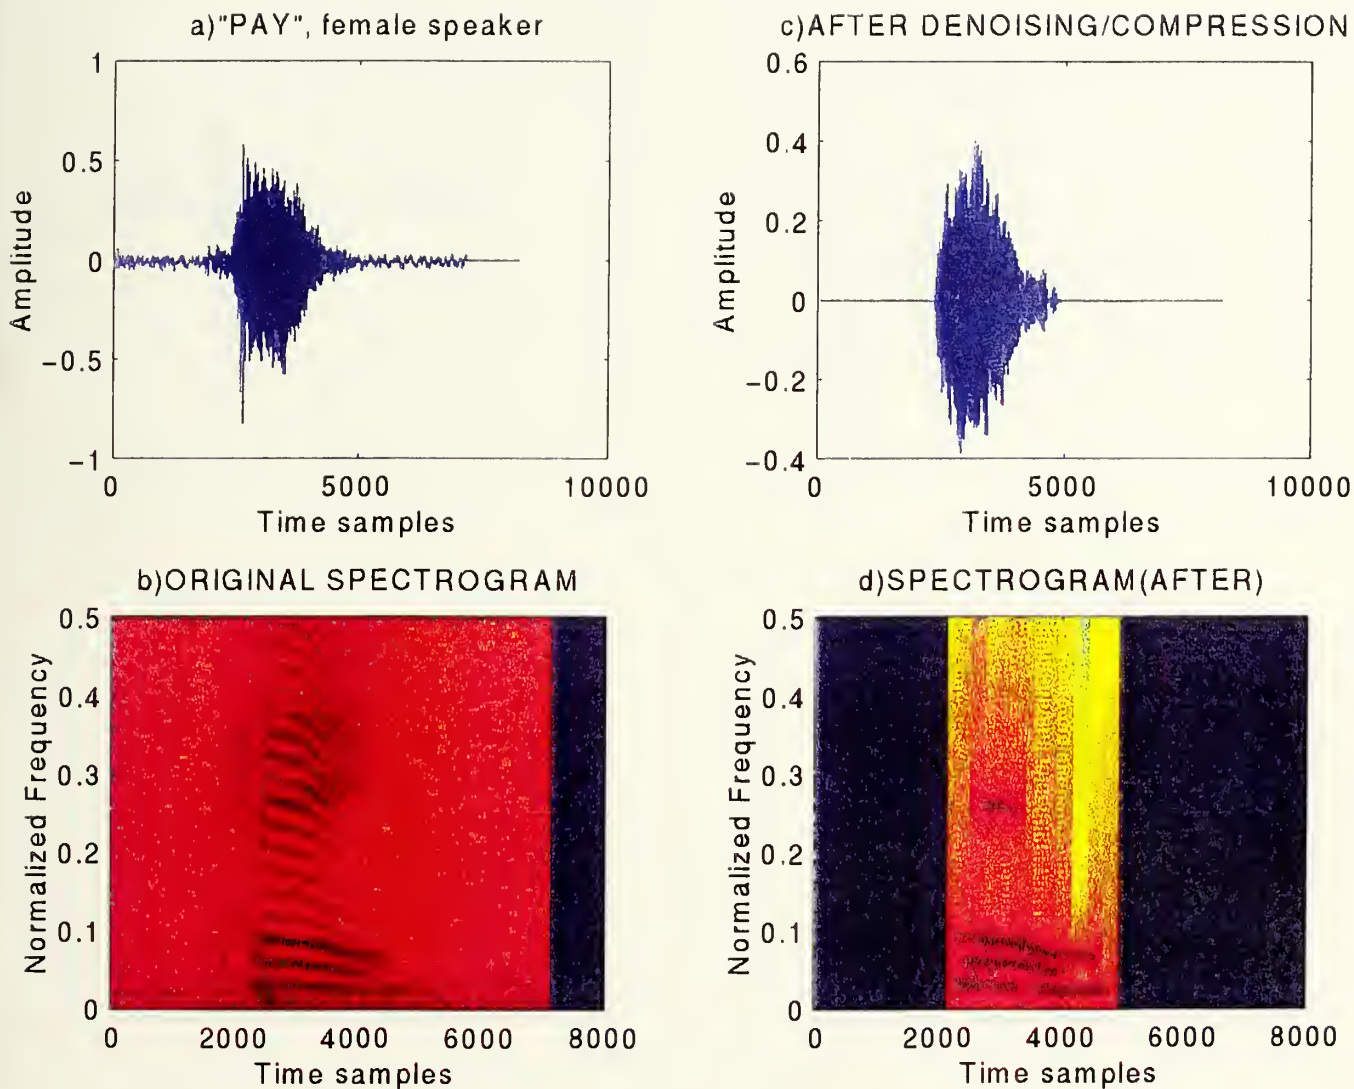 a)"PAY", female speaker
1
0.5
0
−0.5
−1
Amplitude
0 5000 10000
Time samples
c)AFTER DENOISING/COMPRESSION
0.6
0.4
0.2
0
−0.2
−0.4
Amplitude
0 5000 10000
Time samples
b)ORIGINAL SPECTROGRAM
0.5
0.4
0.3
0.2
0.1
0
Normalized Frequency
0 2000 4000 6000 8000
Time samples
d)SPECTROGRAM(AFTER)
0.5
0.4
0.3
0.2
0.1
0
Normalized Frequency
0 2000 4000 6000 8000
Time samples